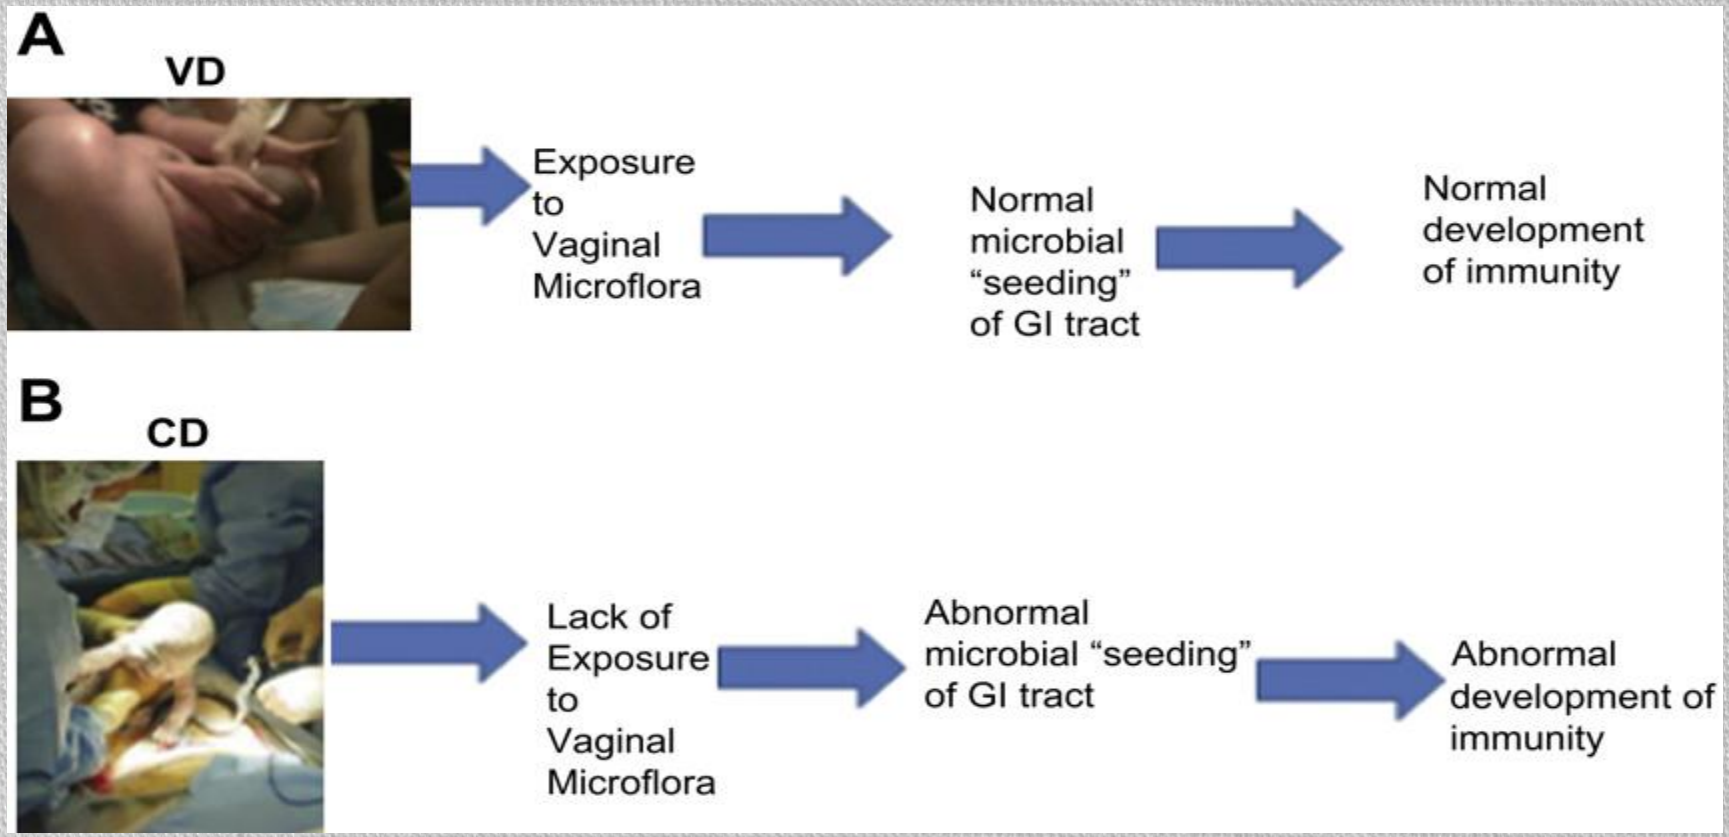 A
VD
Exposure
to
Vaginal
Microflora
Normal
microbial
“seeding”
of GI tract
Normal
development
of immunity
B
CD
Lack of
Exposure
to
Vaginal
Microflora
Abnormal
microbial “seeding”
of GI tract
Abnormal
development of
immunity